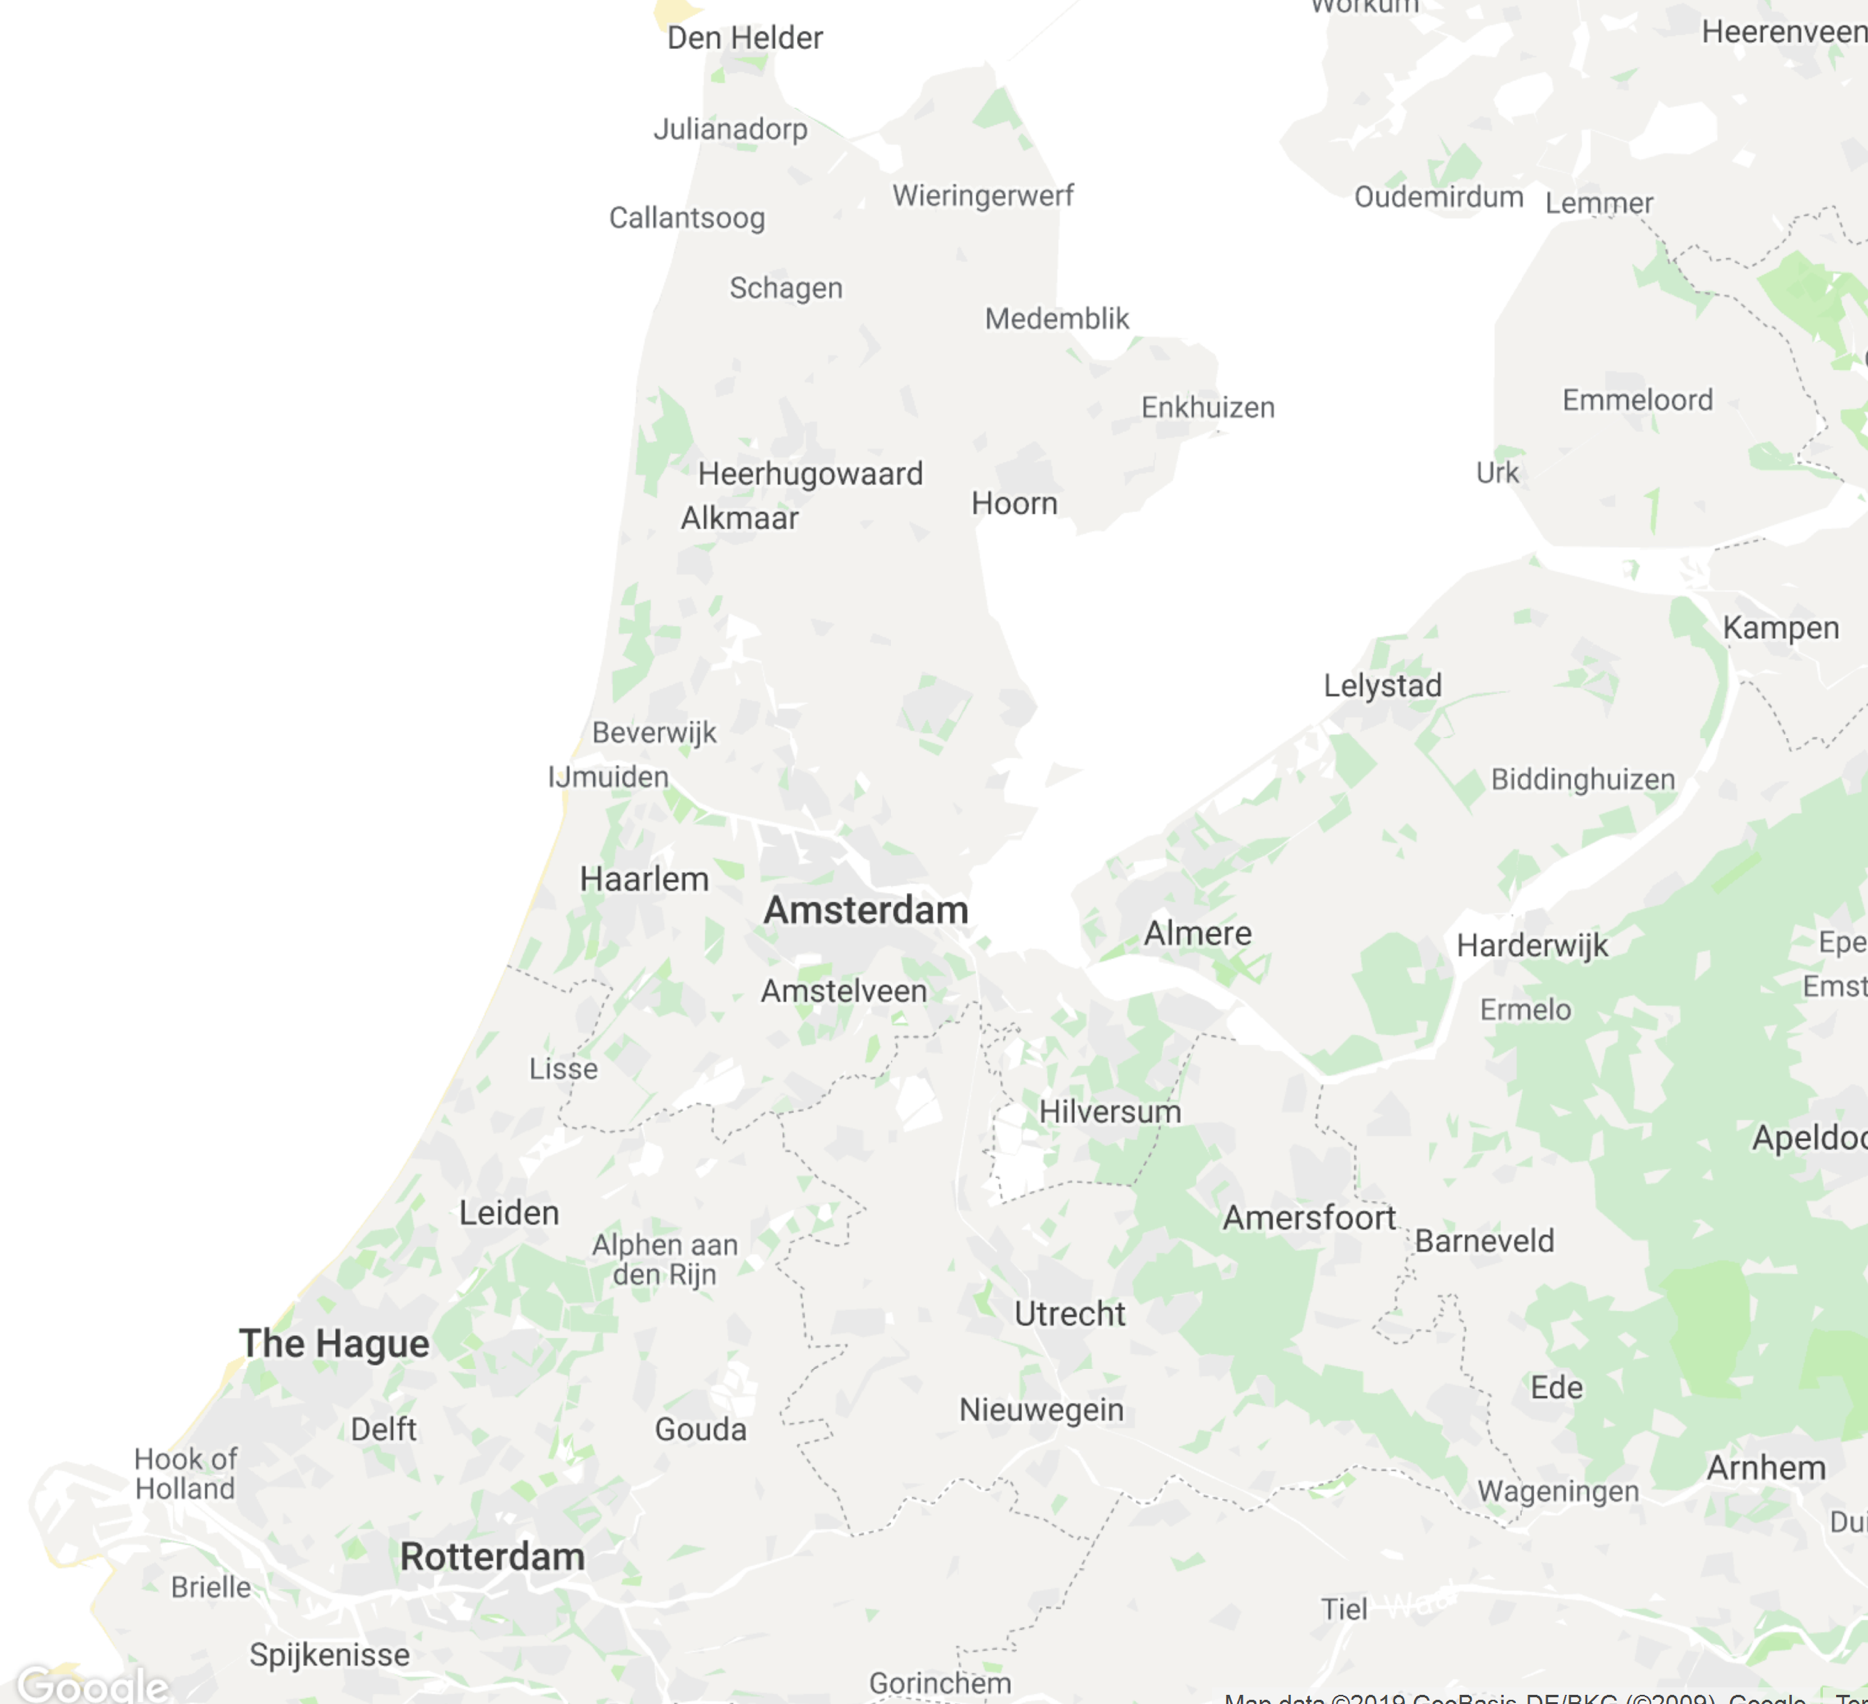 Workum
Heerenveen
Den Helder
Julianadorp
Wieringerwerf
Oudemirdum
Lemmer
Callantsoog
Schagen
Medemblik
Enkhuizen
Emmeloord
Heerhugowaard
Urk
Hoorn
Alkmaar
Kampen
Lelystad
Beverwijk
IJmuiden
Biddinghuizen
Haarlem
Amsterdam
Almere
Harderwijk
Epe
Amstelveen
Emst
Ermelo
Lisse
Hilversum
Apeldoo
Leiden
Amersfoort
Barneveld
Alphen aan
den Rijn
Utrecht
The Hague
Ede
Nieuwegein
Delft
Gouda
Hook of
Holland
Arnhem
Wageningen
Dui
Rotterdam
Brielle
Tiel
Waal
Spijkenisse
Gorinchem
Google
Map data ©2019 GeoBasis-DE/BKG (©2009), Google
Ter